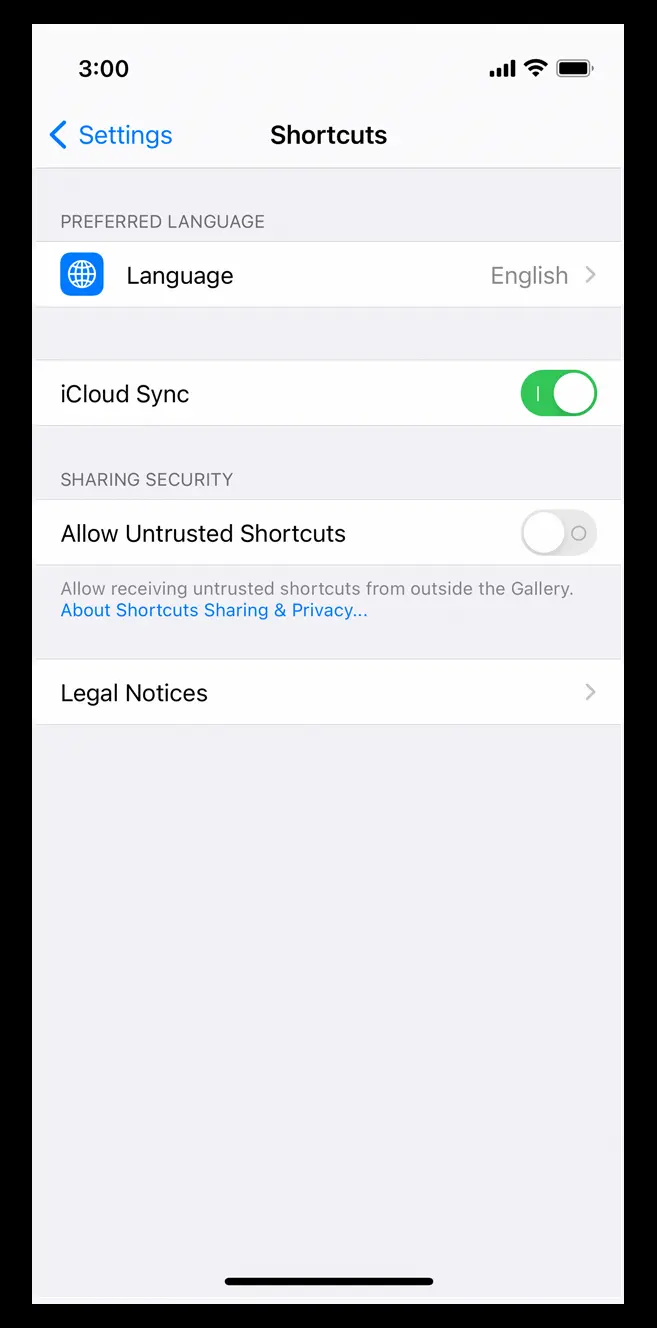 3:00
Settings
Shortcuts
PREFERRED LANGUAGE
Language
English
iCloud Sync
SHARING SECURITY
Allow Untrusted Shortcuts
Allow receiving untrusted shortcuts from outside the Gallery.
About Shortcuts Sharing & Privacy...
Legal Notices